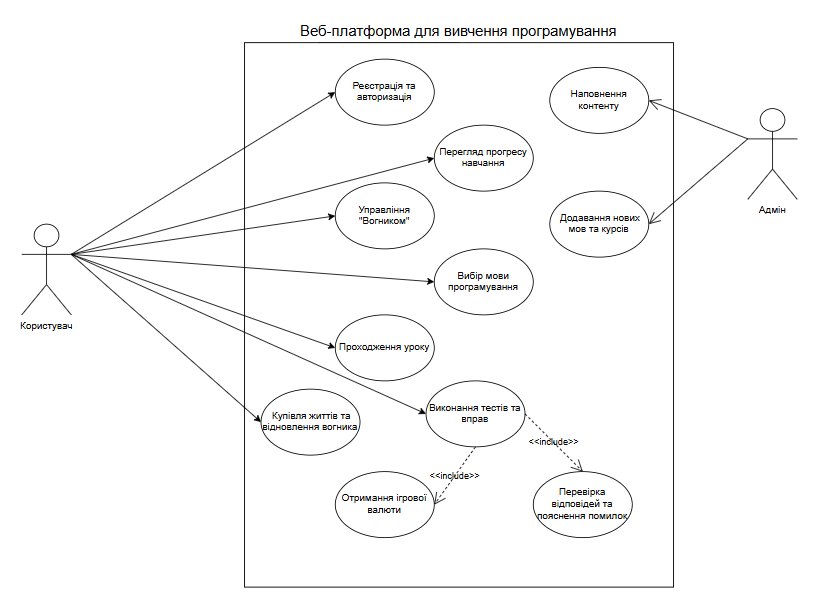 Веб-платформа для вивчення програмування
Реєстрація та
авторизація
Наповнення
контенту
Перегляд прогресу
навчання
Адмін
Управління
"Вогником"
Додавання нових
мов та курсів
Вибір мови
програмування
Користувач
Проходження уроку
Купівля життів та
відновлення вогника
Виконання тестів та
вправ
<<include>>
<<include>>
Отримання ігрової
валюти
Перевірка
відповідей та
пояснення помилок